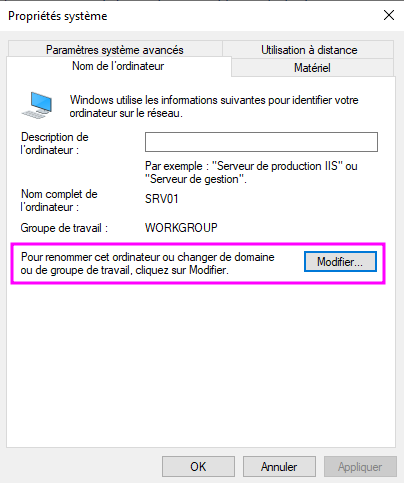 Propriétés système
Paramètres système avancés
Utilisation à distance
Nom de l'ordinateur
Matériel
Windows utilise les informations suivantes pour identifier votre
ordinateur sur le réseau.
Description de
l'ordinateur :
Par exemple : "Serveur de production IIS" ou
"Serveur de gestion".
Nom complet de
l'ordinateur :
SRV01
Groupe de travail :
WORKGROUP
Pour renommer cet ordinateur ou changer de domaine
ou de groupe de travail, cliquez sur Modifier.
Modifier...
OK
Annuler
Appliquer